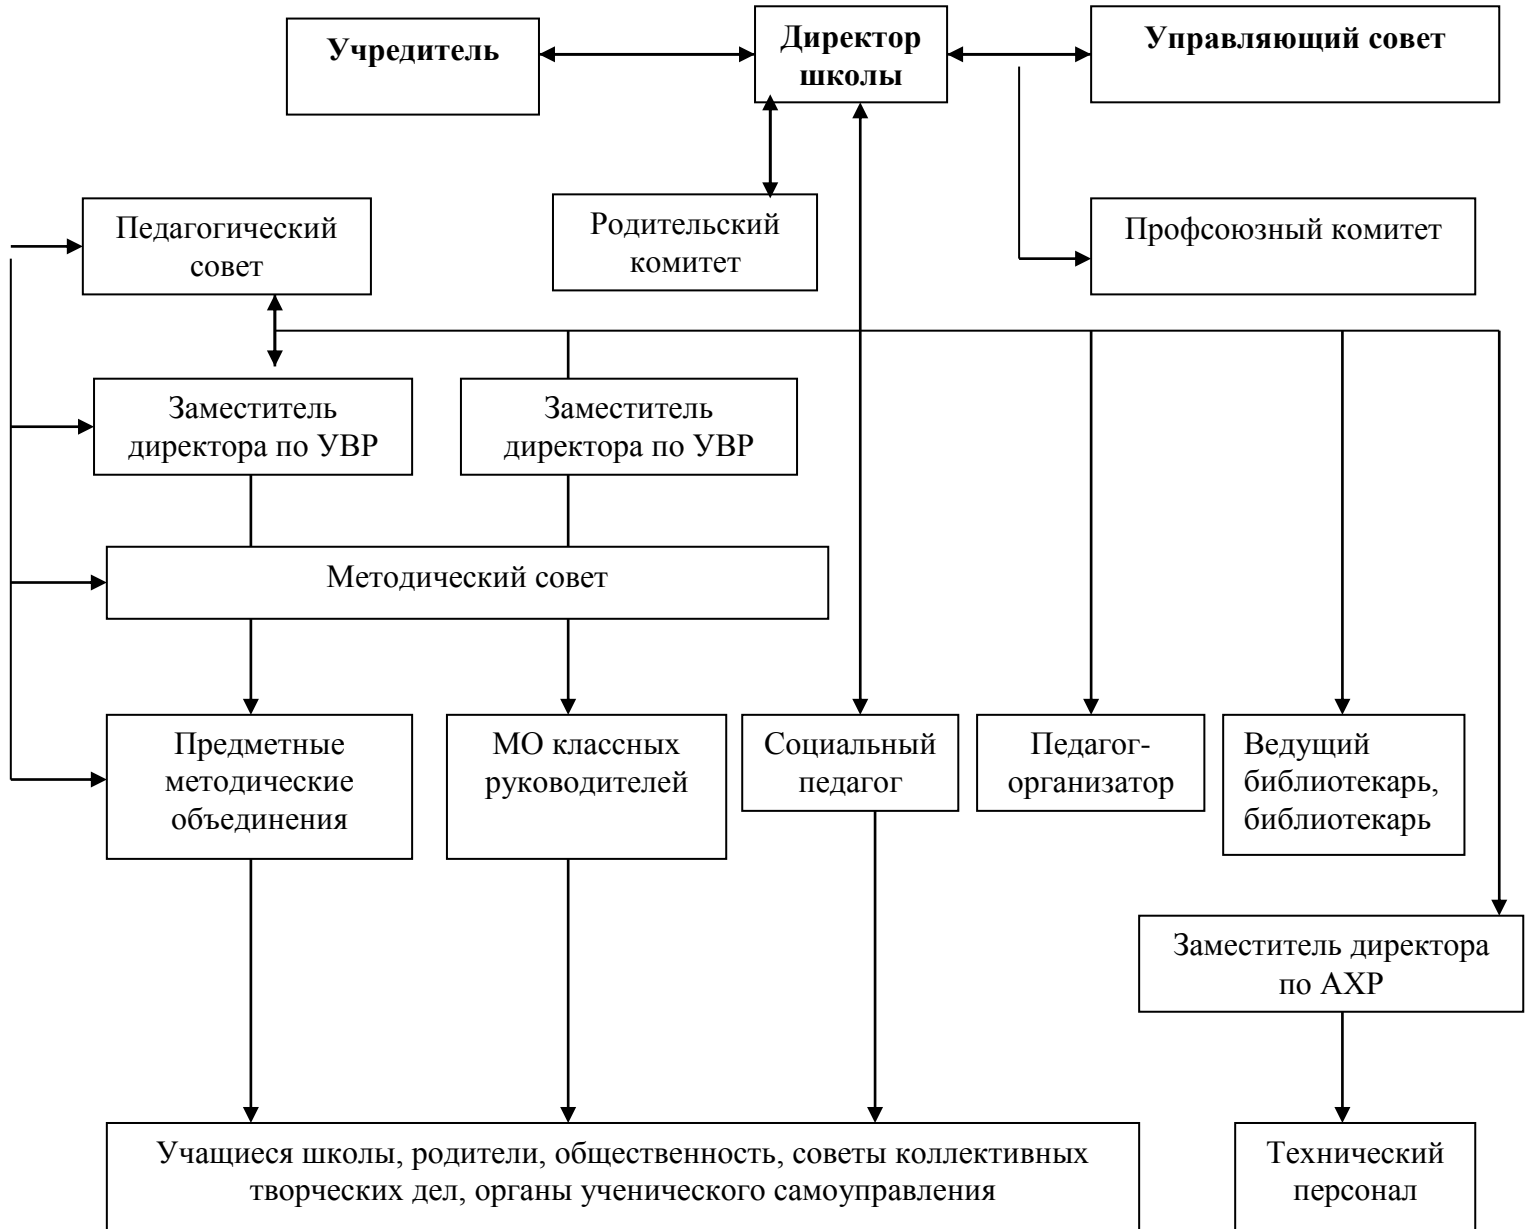 Учредитель
Директор
школы
Управляющий совет
Педагогический
совет
Родительский
комитет
Профсоюзный комитет
Заместитель
директора по УВР
Заместитель
директора по УВР
Методический совет
Предметные
методические
объединения
МО классных
руководителей
Социальный
педагог
Педагог-
организатор
Ведущий
библиотекарь,
библиотекарь
Заместитель директора
по АХР
Учащиеся школы, родители, общественность, советы коллективных
творческих дел, органы ученического самоуправления
Технический
персонал